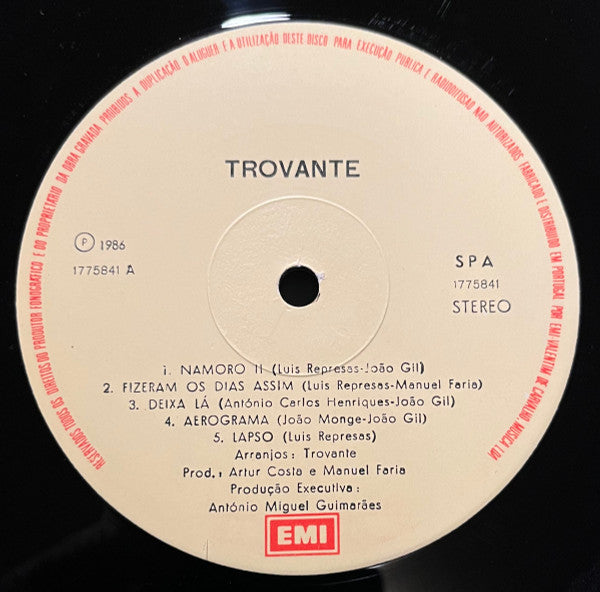 RESERVADOS TODOS OS DIREITOS DO PRODUTOR FONOGRÁFICO E DO PROPRIETÁRIO DA OBRA GRAVADA PROIBIDOS A DUPLICAÇÃO O ALUGUER E A UTILIZAÇÃO DESTE DISCO PARA EXECUÇÃO PUBLICA E RADIODIFUSÃO NÃO AUTORIZADOS FABRICADO E DISTRIBUIDO EM PORTUGAL POR EMI-VALENTIM DE CARVALHO MUSICA LDA
TROVANTE
Ⓟ 1986
1775841 A
SPA
1775841
STEREO
1. NAMORO II (Luis Represas-João Gil)
2. FIZERAM OS DIAS ASSIM (Luis Represas-Manuel Faria)
3. DEIXA LÁ (António Carlos Henriques-João Gil)
4. AEROGRAMA (João Monge-João Gil)
5. LAPSO (Luis Represas)
Arranjos: Trovante
Prod.: Artur Costa e Manuel Faria
Produção Executiva:
António Miguel Guimarães
EMI